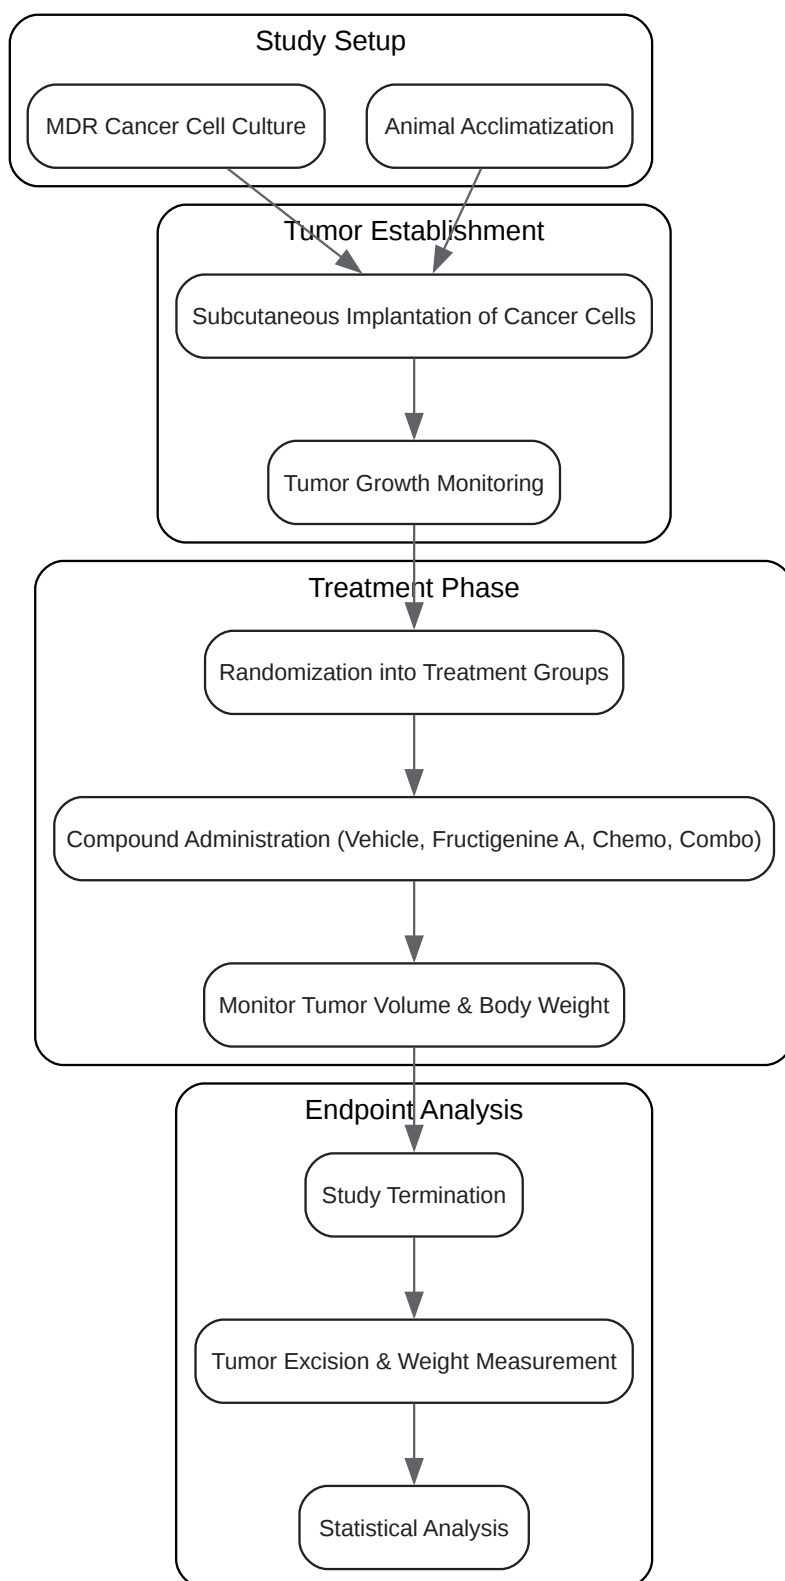 Study Setup
MDR Cancer Cell Culture
Animal Acclimatization
Tumor Establishment
Subcutaneous Implantation of Cancer Cells
Tumor Growth Monitoring
Treatment Phase
Randomization into Treatment Groups
Compound Administration (Vehicle, Fructigenine A, Chemo, Combo)
Monitor Tumor Volume & Body Weight
Endpoint Analysis
Study Termination
Tumor Excision & Weight Measurement
Statistical Analysis